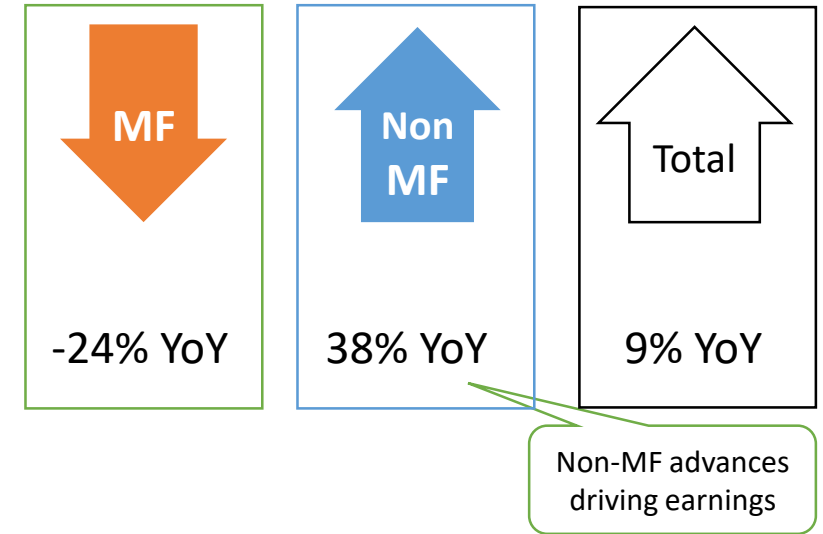 MF
-24% YoY
Non
MF
38% YoY
Total
9% YoY
Non-MF advances
driving earnings